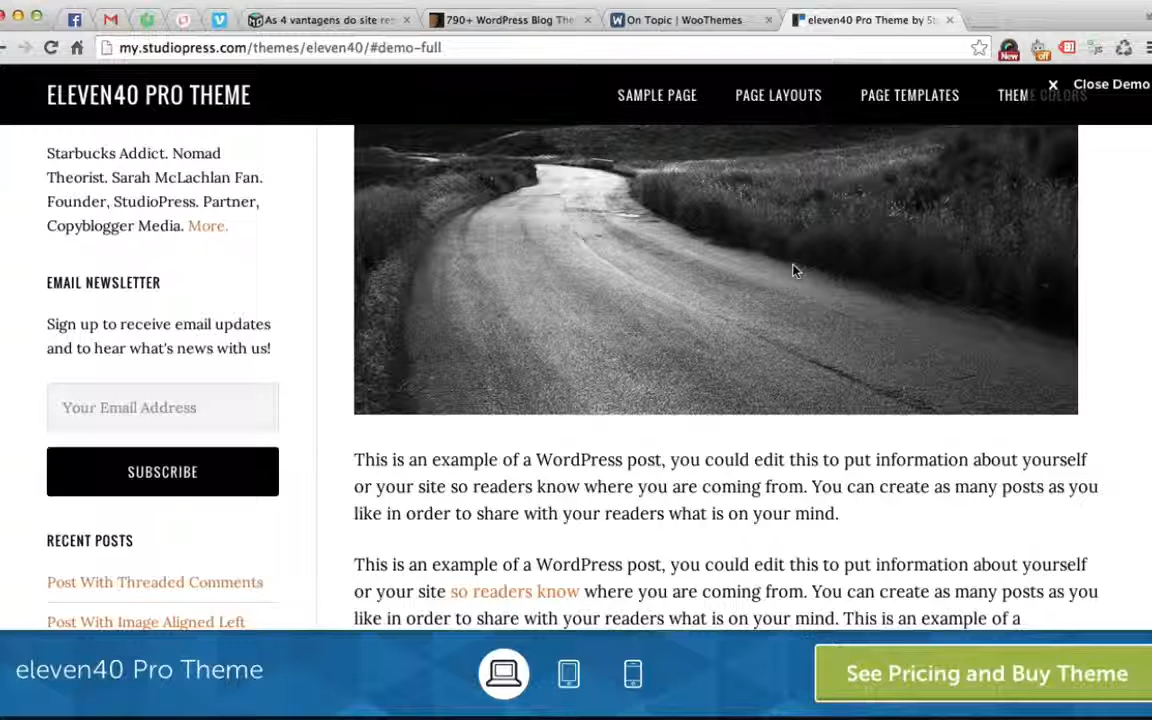 As 4 vantagens do site res
790+ WordPress Blog The
On Topic | WooThemes
eleven40 Pro Theme by St
my.studiopress.com/themes/eleven40/#demo-full
New
off
ELEVEN40 PRO THEME
SAMPLE PAGE
PAGE LAYOUTS
PAGE TEMPLATES
THEME COLORS
x Close Demo
Starbucks Addict. Nomad
Theorist. Sarah McLachlan Fan.
Founder, StudioPress. Partner,
Copyblogger Media. More.
EMAIL NEWSLETTER
Sign up to receive email updates
and to hear what's news with us!
Your Email Address
SUBSCRIBE
RECENT POSTS
Post With Threaded Comments
Post With Image Aligned Left
This is an example of a WordPress post, you could edit this to put information about yourself
or your site so readers know where you are coming from. You can create as many posts as you
like in order to share with your readers what is on your mind.
This is an example of a WordPress post, you could edit this to put information about yourself
or your site so readers know where you are coming from. You can create as many posts as you
like in order to share with your readers what is on your mind. This is an example of a
eleven40 Pro Theme
See Pricing and Buy Theme